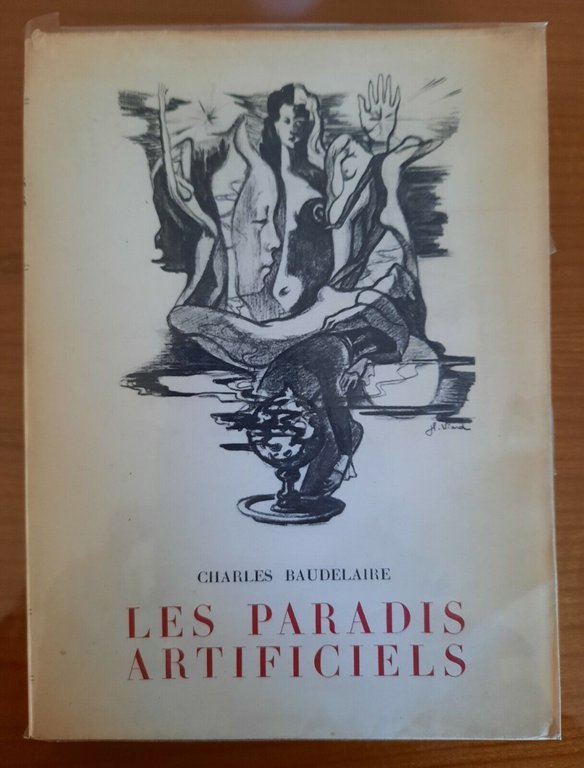 CHARLES BAUDELAIRE
LES PARADIS
ARTIFICIELS